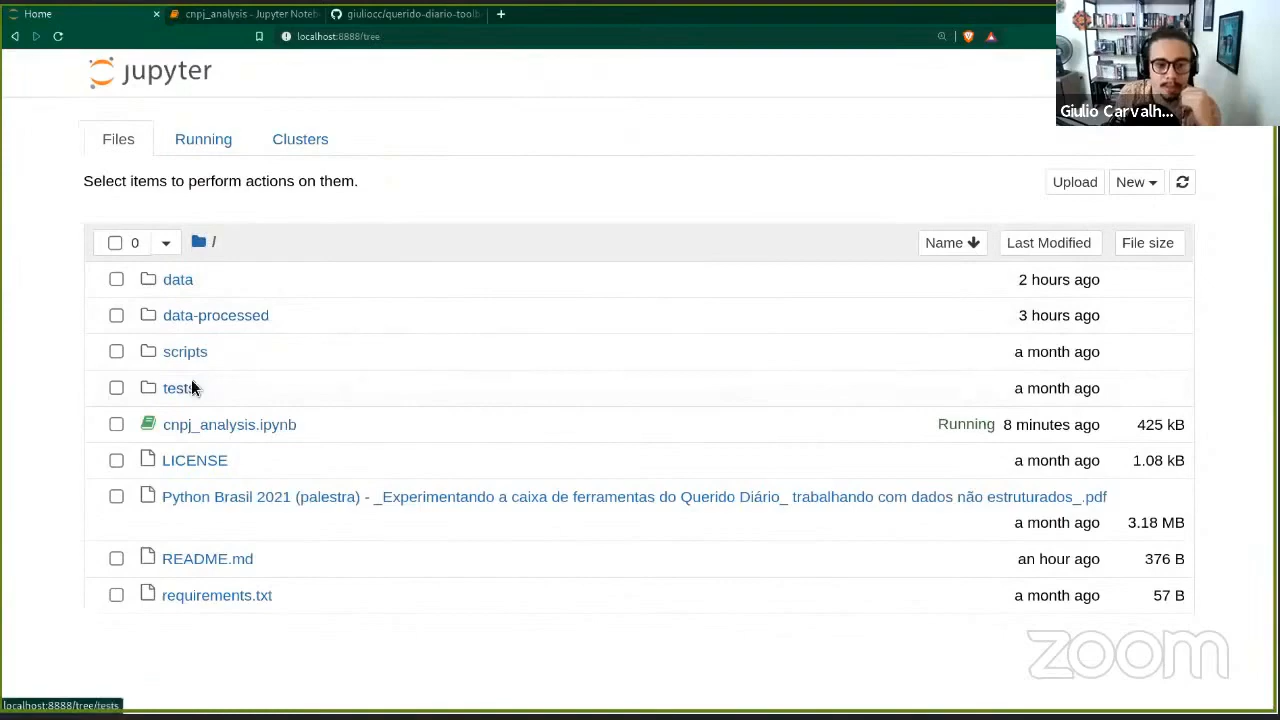 Home
cnpj_analysis - Jupyter Noteb
giuliocc/querido-diario-toolb
localhost:8888/tree
jupyter
Giulio Carvalh...
Files Running Clusters
Select items to perform actions on them.
Upload New
0 / Name Last Modified File size
data 2 hours ago
data-processed 3 hours ago
scripts a month ago
tests a month ago
cnpj_analysis.ipynb Running 8 minutes ago 425 kB
LICENSE a month ago 1.08 kB
Python Brasil 2021 (palestra) - _Experimentando a caixa de ferramentas do Querido Diário_ trabalhando com dados não estruturados_.pdf
a month ago 3.18 MB
README.md an hour ago 376 B
requirements.txt a month ago 57 B
zoom
localhost:8888/tree/tests